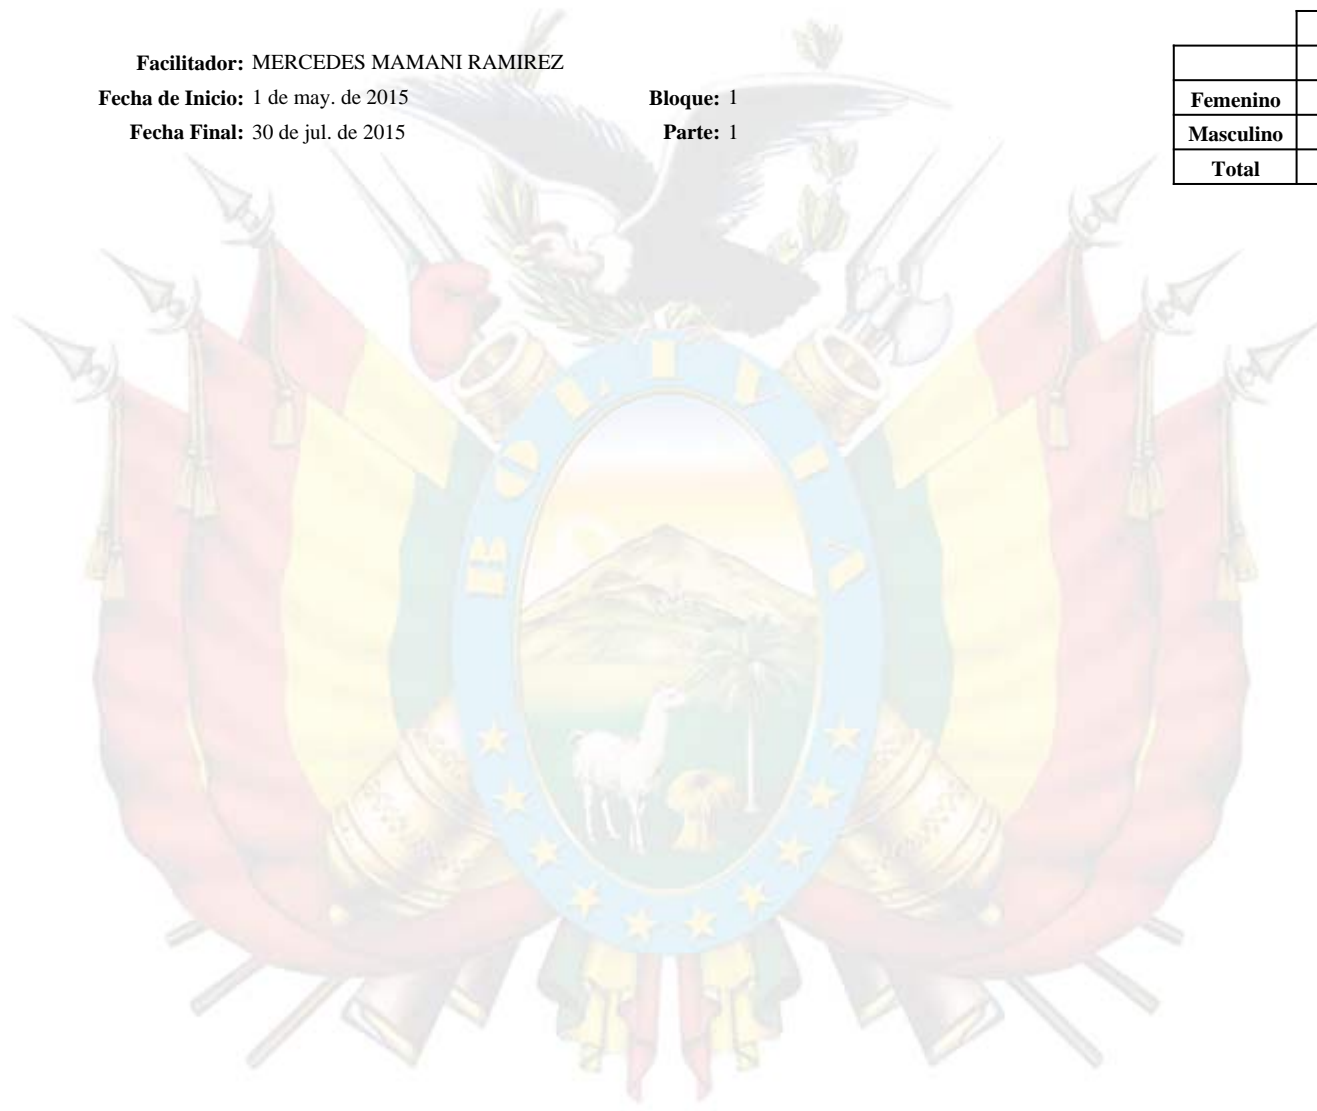 Facilitador: MERCEDES MAMANI RAMIREZ
Fecha de Inicio: 1 de may. de 2015 Bloque: 1
Fecha Final: 30 de jul. de 2015 Parte: 1
Femenino
Masculino
Total
BOLIVIA